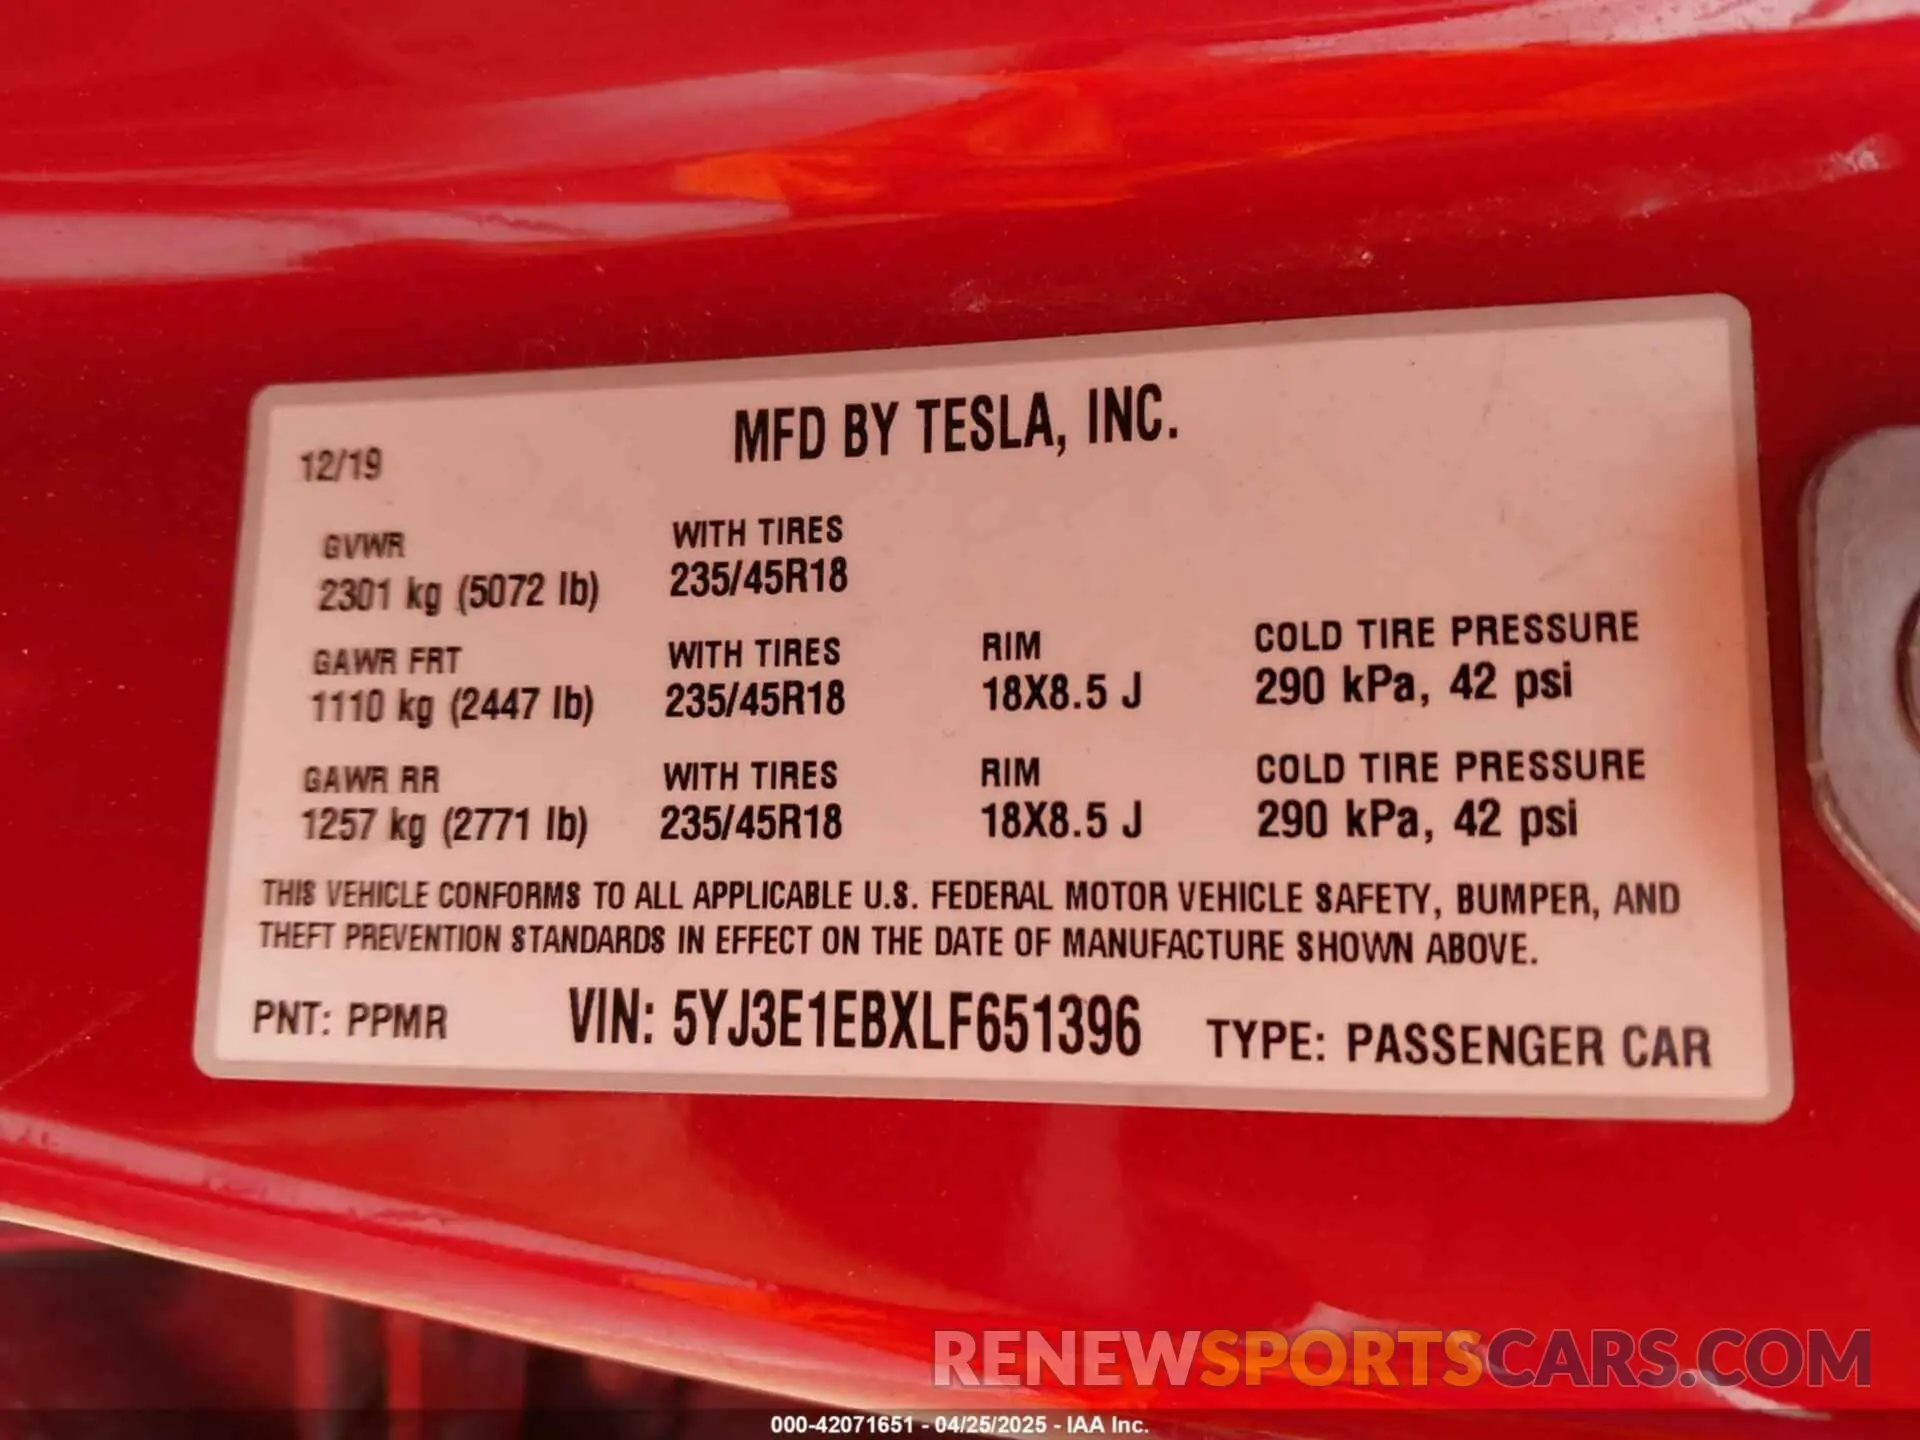 MFD BY TESLA, INC.
12/19
GVWR WITH TIRES
2301 kg (5072 lb) 235/45R18
GAWR FRT WITH TIRES RIM COLD TIRE PRESSURE
1110 kg (2447 lb) 235/45R18 18X8.5 J 290 kPa, 42 psi
GAWR RR WITH TIRES RIM COLD TIRE PRESSURE
1257 kg (2771 lb) 235/45R18 18X8.5 J 290 kPa, 42 psi
THIS VEHICLE CONFORMS TO ALL APPLICABLE U.S. FEDERAL MOTOR VEHICLE SAFETY, BUMPER, AND
THEFT PREVENTION STANDARDS IN EFFECT ON THE DATE OF MANUFACTURE SHOWN ABOVE.
PNT: PPMR VIN: 5YJ3E1EBXLF651396 TYPE: PASSENGER CAR
RENEWSPORTSCARS.COM
000-42071651 - 04/25/2025 - IAA Inc.